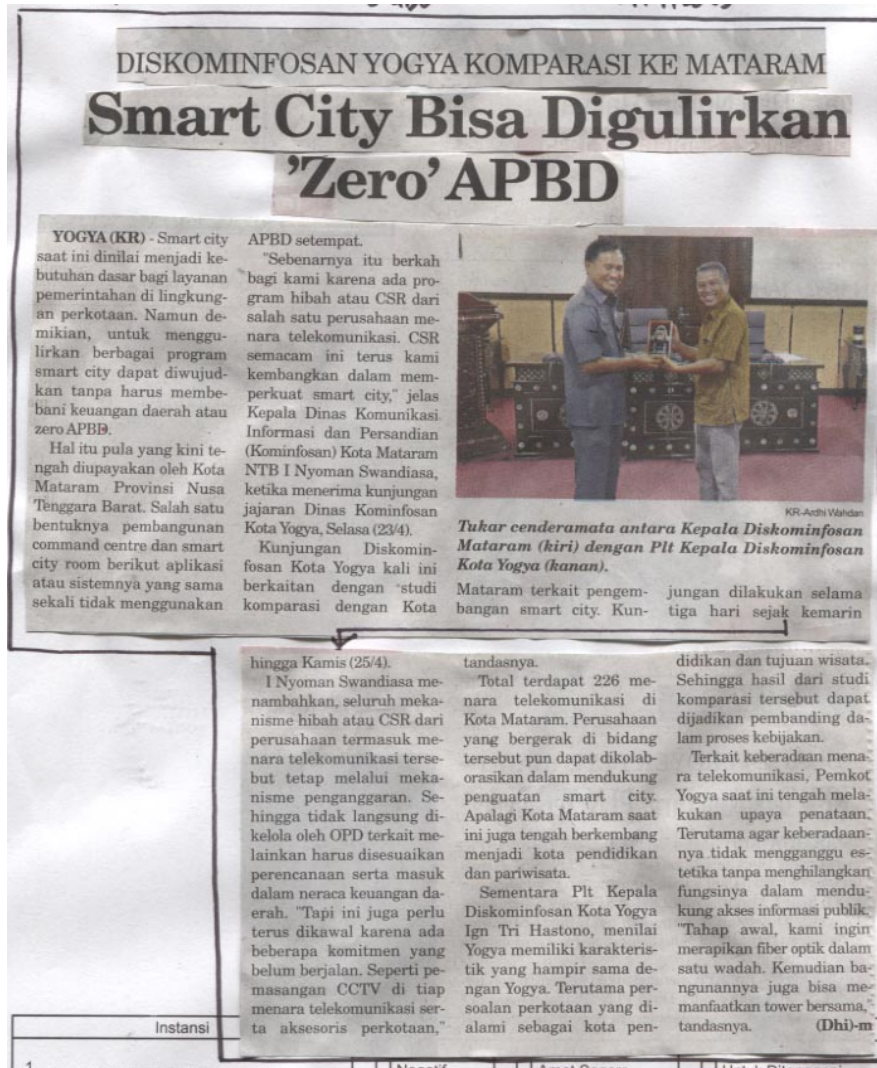 DISKOMINFOSAN YOGYA KOMPARASI KE MATARAM
Smart City Bisa Digulirkan
'Zero' APBD
YOGYA (KR) - Smart city
saat ini dinilai menjadi ke-
butuhan dasar bagi layanan
pemerintahan di lingkung-
an perkotaan. Namun de-
mikian, untuk menggu-
lirkan berbagai program
smart city dapat diwujud-
kan tanpa harus membe-
bani keuangan daerah atau
zero APBD.
Hal itu pula yang kini te-
ngah diupayakan oleh Kota
Mataram Provinsi Nusa
Tenggara Barat. Salah satu
bentuknya pembangunan
command centre dan smart
city room berikut aplikasi
atau sistemnya yang sama
sekali tidak menggunakan
APBD setempat.
"Sebenarnya itu berkah
bagi kami karena ada pro-
gram hibah atau CSR dari
salah satu perusahaan me-
nara telekomunikasi. CSR
semacam ini terus kami
kembangkan dalam mem-
perkuat smart city," jelas
Kepala Dinas Komunikasi
Informasi dan Persandian
(Kominfosan) Kota Mataram
NTB I Nyoman Swandiasa,
ketika menerima kunjungan
jajaran Dinas Kominfosan
Kota Yogya, Selasa (23/4).
Kunjungan Diskomin-
fosan Kota Yogya kali ini
berkaitan dengan studi
komparasi dengan Kota
KR-Ardhi Wahdan
Tukar cenderamata antara Kepala Diskominfosan
Mataram (kiri) dengan Plt Kepala Diskominfosan
Kota Yogya (kanan).
Mataram terkait pengem-
bangan smart city. Kun-
jungan dilakukan selama
tiga hari sejak kemarin
hingga Kamis (25/4).
I Nyoman Swandiasa me-
nambahkan, seluruh meka-
nisme hibah atau CSR dari
perusahaan termasuk me-
nara telekomunikasi terse-
but tetap melalui meka-
nisme penganggaran. Se-
hingga tidak langsung di-
kelola oleh OPD terkait me-
lainkan harus disesuaikan
perencanaan serta masuk
dalam neraca keuangan da-
erah. "Tapi ini juga perlu
terus dikawal karena ada
beberapa komitmen yang
belum berjalan. Seperti pe-
masangan CCTV di tiap
menara telekomunikasi ser-
ta aksesoris perkotaan,"
tandasnya.
Total terdapat 226 me-
nara telekomunikasi di
Kota Mataram. Perusahaan
yang bergerak di bidang
tersebut pun dapat dikolab-
orasikan dalam mendukung
penguatan smart city.
Apalagi Kota Mataram saat
ini juga tengah berkembang
menjadi kota pendidikan
dan pariwisata.
Sementara Plt Kepala
Diskominfosan Kota Yogya
Ign Tri Hastono, menilai
Yogya memiliki karakteris-
tik yang hampir sama de-
ngan Yogya. Terutama per-
soalan perkotaan yang di-
alami sebagai kota pen-
didikan dan tujuan wisata.
Sehingga hasil dari studi
komparasi tersebut dapat
dijadikan pembanding da-
lam proses kebijakan.
Terkait keberadaan mena-
ra telekomunikasi, Pemkot
Yogya saat ini tengah mela-
kukan upaya penataan.
Terutama agar keberadaan-
nya tidak mengganggu es-
tetika tanpa menghilangkan
fungsinya dalam mendu-
kung akses informasi publik.
"Tahap awal, kami ingin
merapikan fiber optik dalam
satu wadah. Kemudian ba-
ngunannya juga bisa me-
manfaatkan tower bersama,"
tandasnya. (Dhi)-m
Instansi